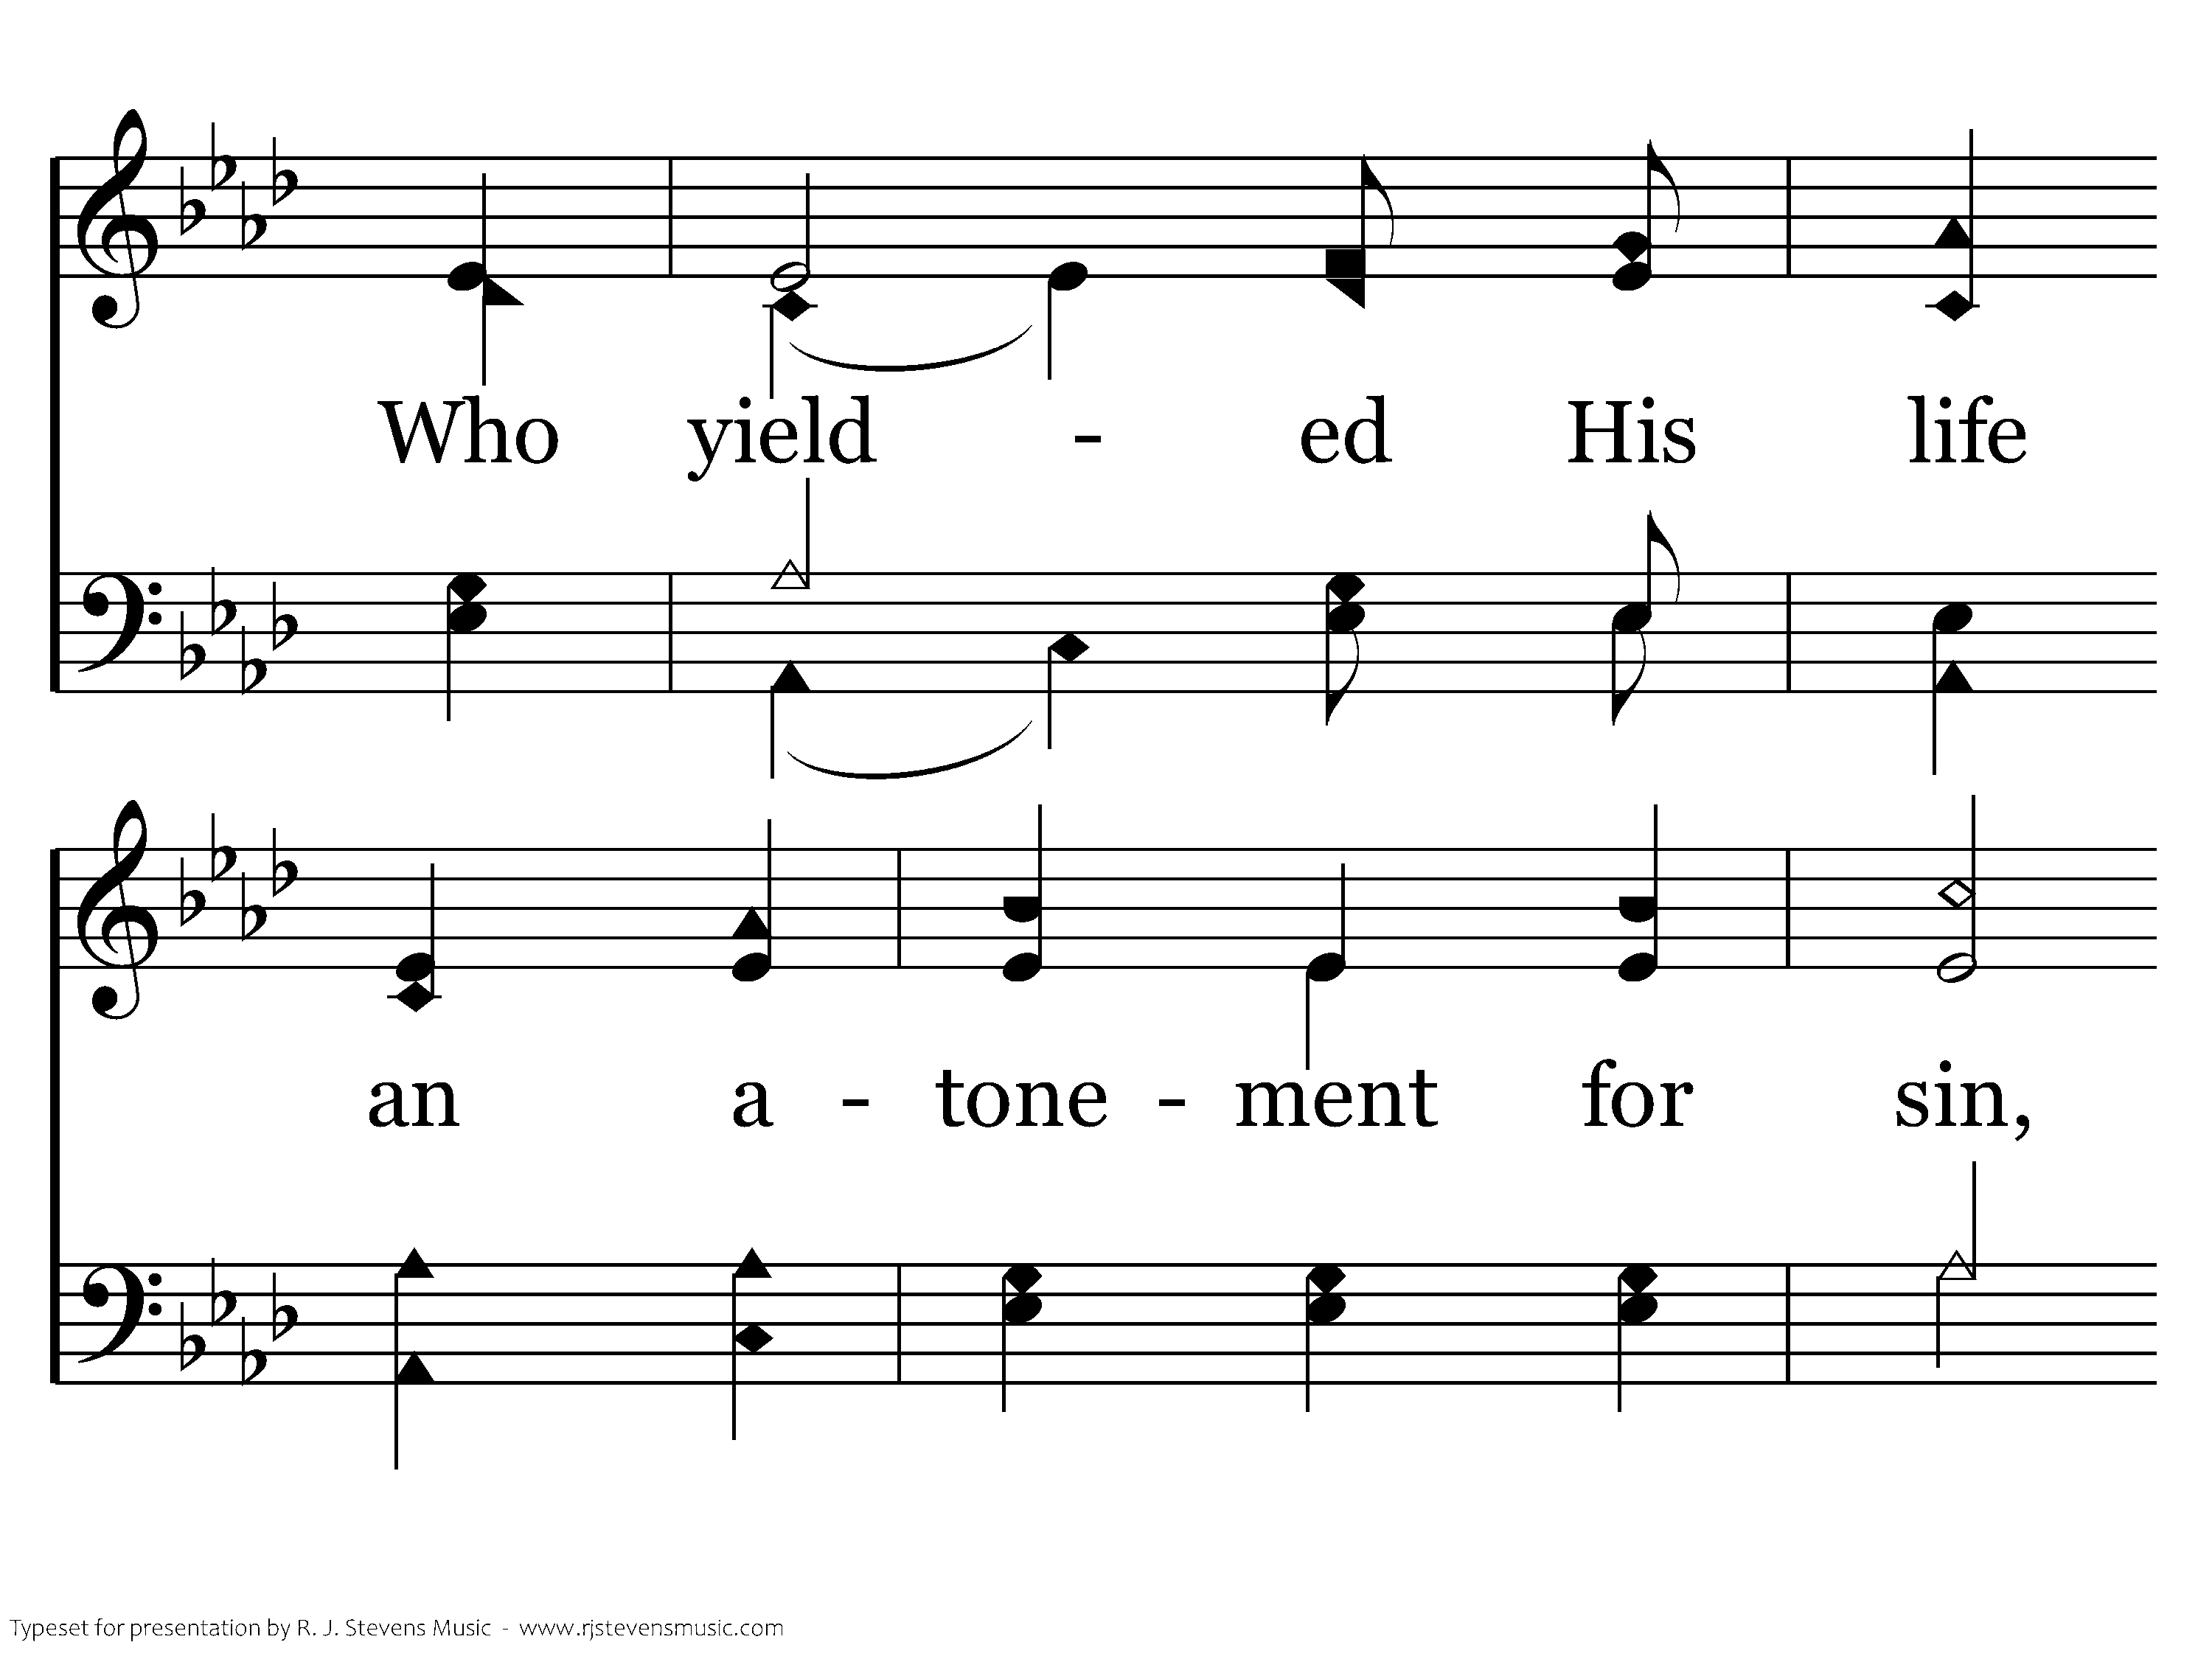 Who yield - ed His life
an a - tone - ment for sin,
Typeset for presentation by R. J. Stevens Music - www.rjstevensmusic.com